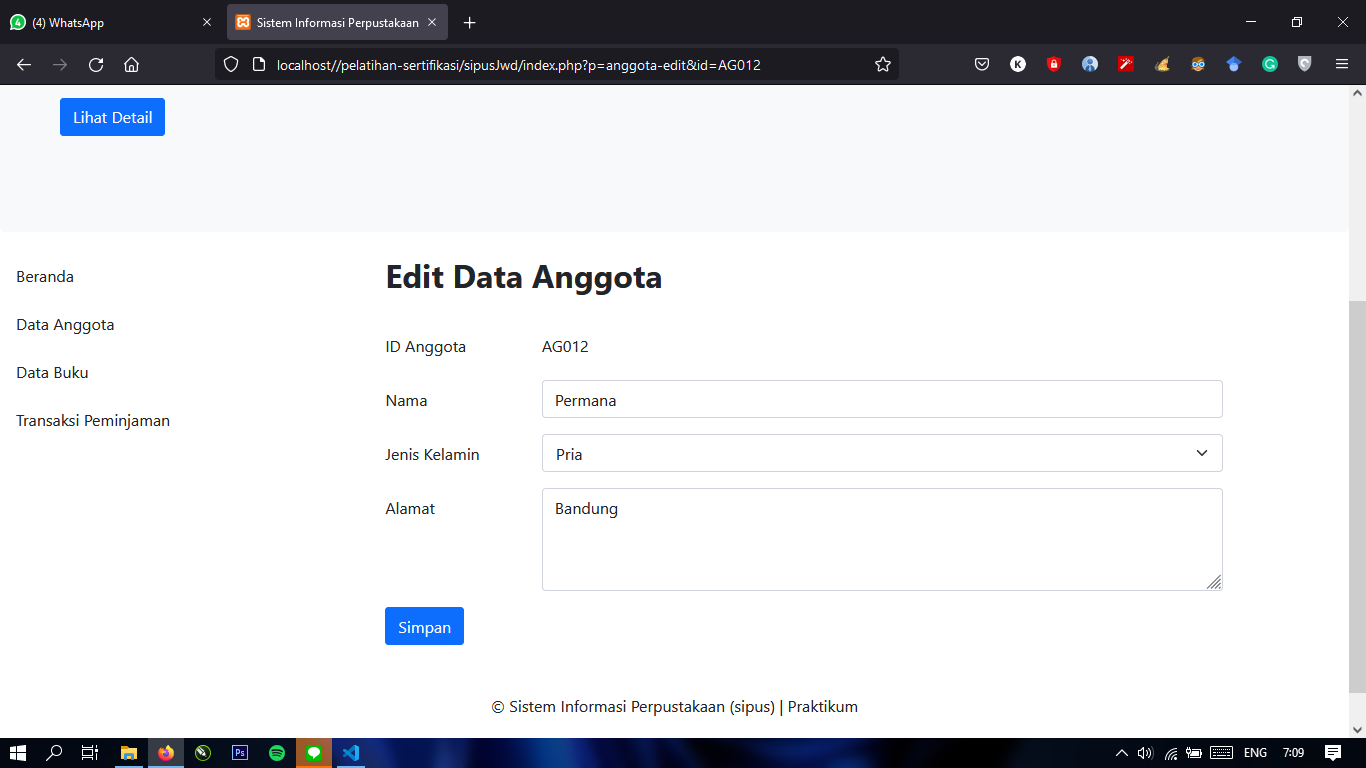 (4) WhatsApp
Sistem Informasi Perpustakaan
localhost//pelatihan-sertifikasi/sipusJwd/index.php?p=anggota-edit&id=AG012
Lihat Detail
Beranda
Data Anggota
Data Buku
Transaksi Peminjaman
Edit Data Anggota
ID Anggota AG012
Nama Permana
Jenis Kelamin Pria
Alamat Bandung
Simpan
© Sistem Informasi Perpustakaan (sipus) | Praktikum
Ps
ENG 7:09